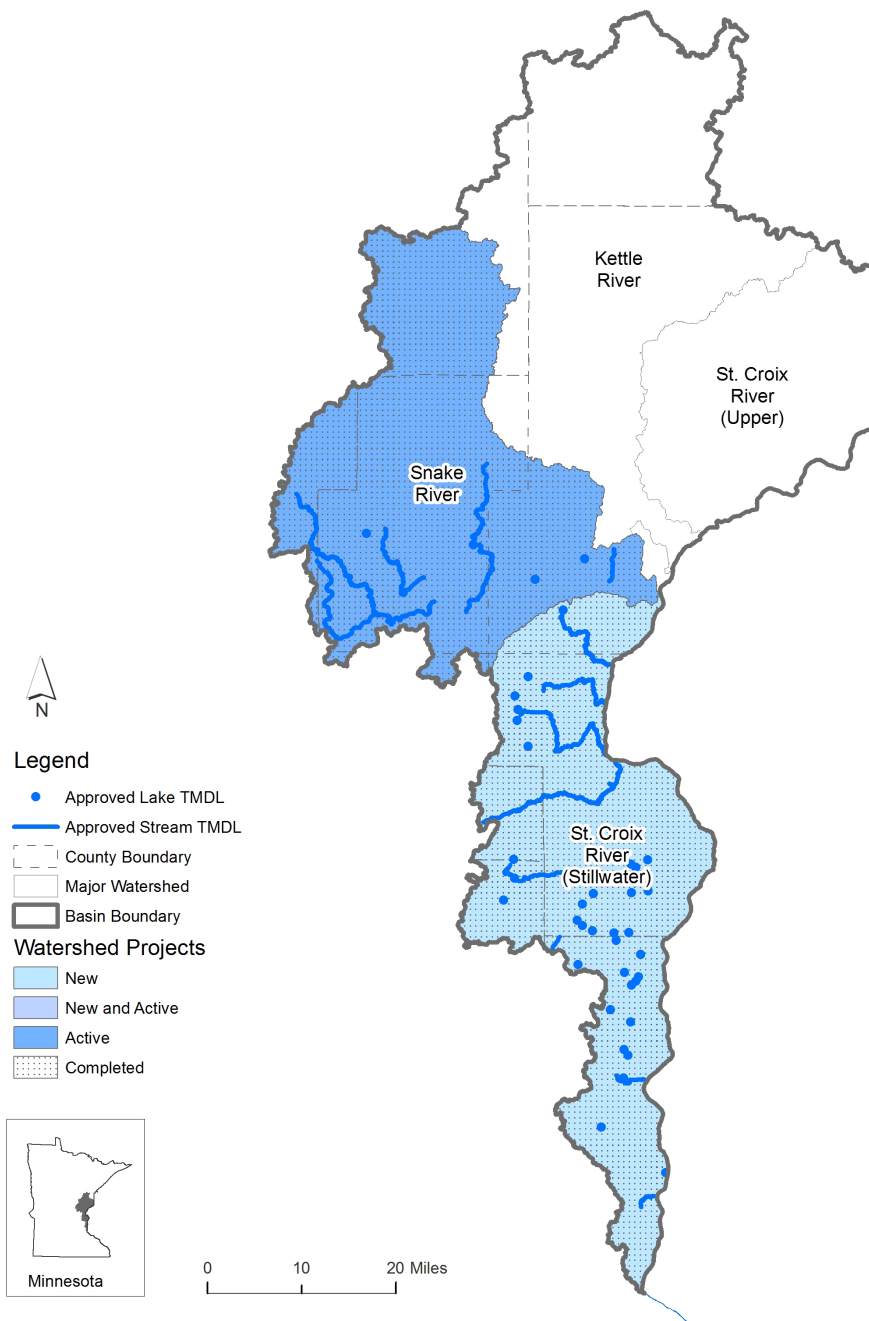 Kettle
River
St. Croix
River
(Upper)
Snake
River
N
Legend
Approved Lake TMDL
Approved Stream TMDL
County Boundary
Major Watershed
Basin Boundary
Watershed Projects
New
New and Active
Active
Completed
St. Croix
River
(Stillwater)
Minnesota
0 10 20 Miles